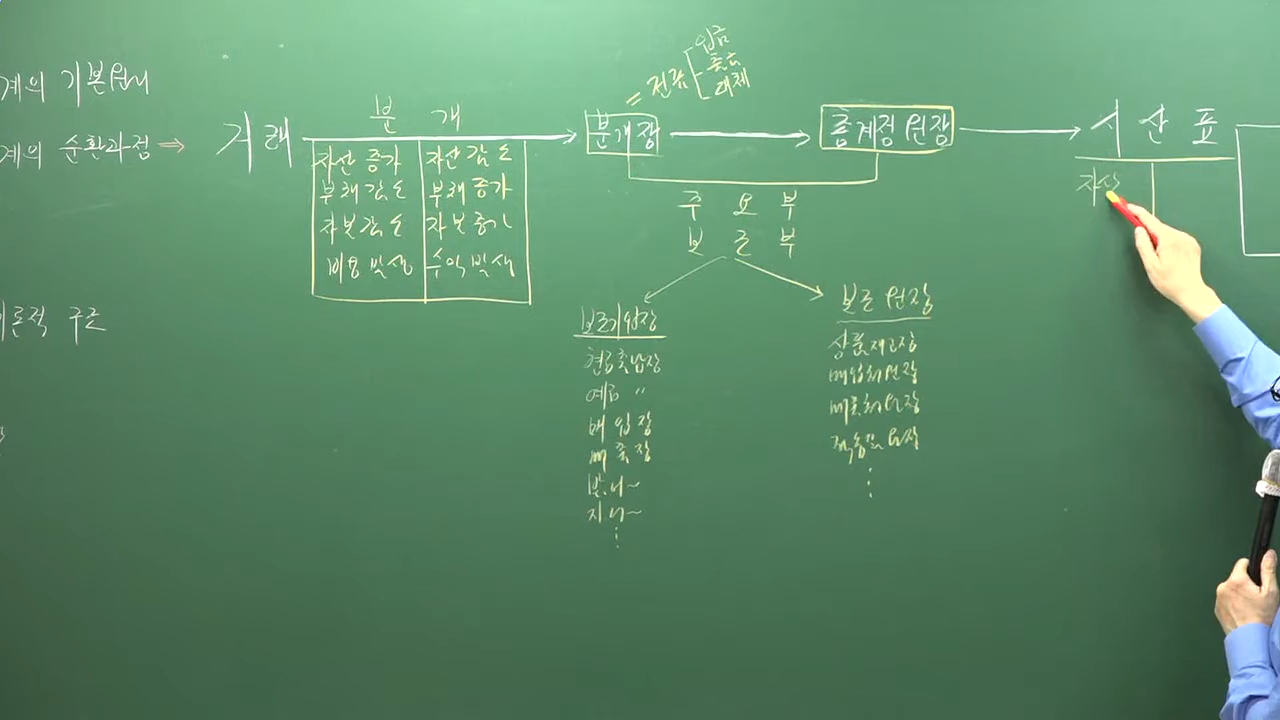 계의 기본원리
계의 순환과정 ⇒
거래
분 개
자산 증가 자산 감소
부채 감소 부채 증가
자본 감소 자본 증가
비용 발생 수익 발생
분개장
= 전표
입금
출금
대체
총계정원장
시 산 표
자산
주 요 부
보 조 부
보조기입장
현금출납장
예금 〃
매입장
매출장
받.어~
지.어~
보조원장
상품재고장
매입처원장
매출처원장
적송품원장
이론적 구조